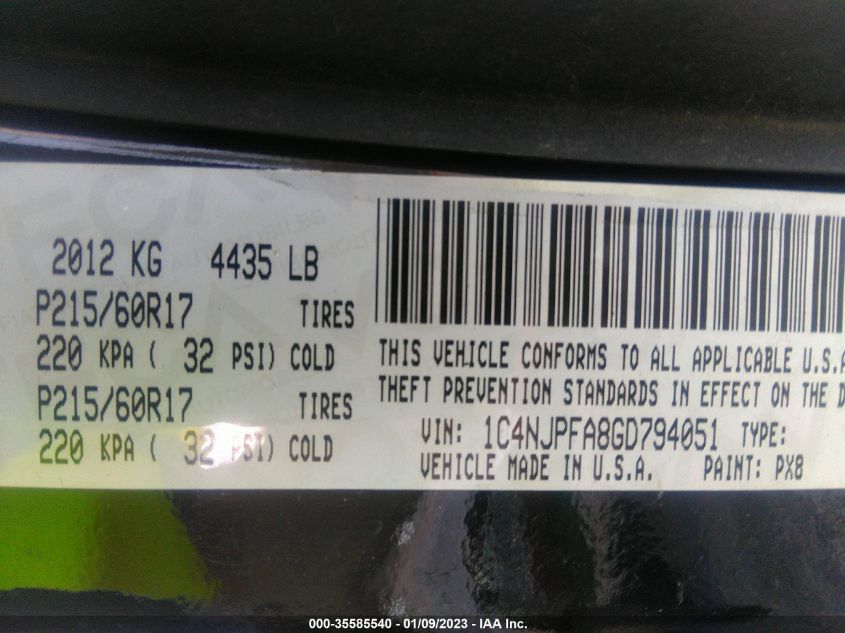 2012 KG 4435 LB
P215/60R17 TIRES
220 KPA ( 32 PSI) COLD
P215/60R17 TIRES
220 KPA ( 32 PSI) COLD
THIS VEHICLE CONFORMS TO ALL APPLICABLE U.S.A
THEFT PREVENTION STANDARDS IN EFFECT ON THE D
VIN: 1C4NJPFA8GD794051 TYPE:
VEHICLE MADE IN U.S.A. PAINT: PX8
000-35585540 - 01/09/2023 - IAA, Inc.